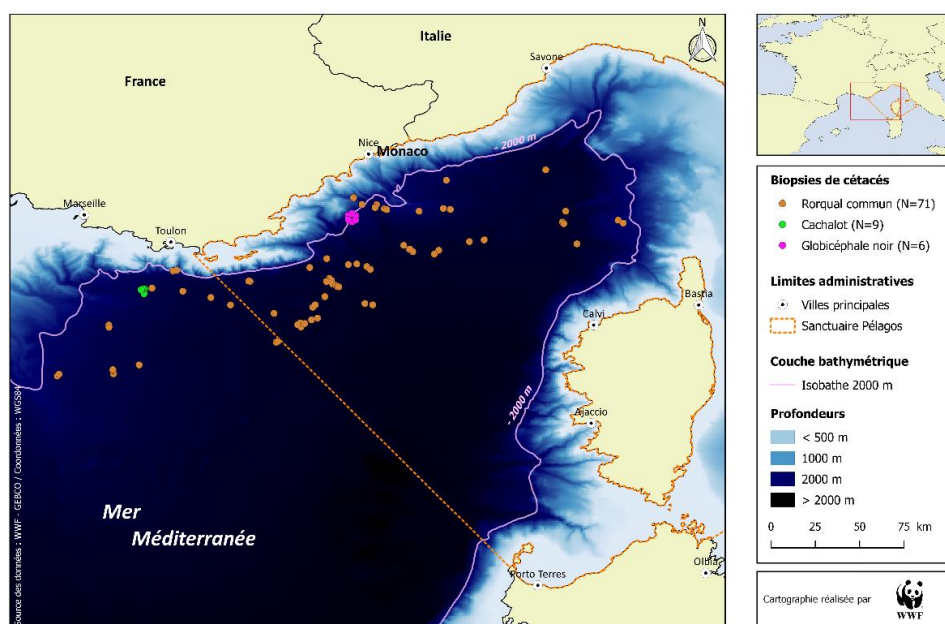 Italie
N
Savone
France
Nice
Monaco
- 2000 m
Marseille
Toulon
Bastia
Calvi
- 2000 m
Ajaccio
Mer
Méditerranée
Porto Terres
Olbia
Source des données : WWF - GEBCO / Coordonnées : WGS84
Biopsies de cétacés
Rorqual commun (N=71)
Cachalot (N=9)
Globicéphale noir (N=6)
Limites administratives
Villes principales
Sanctuaire Pélagos
Couche bathymétrique
Isobathe 2000 m
Profondeurs
< 500 m
1000 m
2000 m
> 2000 m
0 25 50 75 km
Cartographie réalisée par
WWF